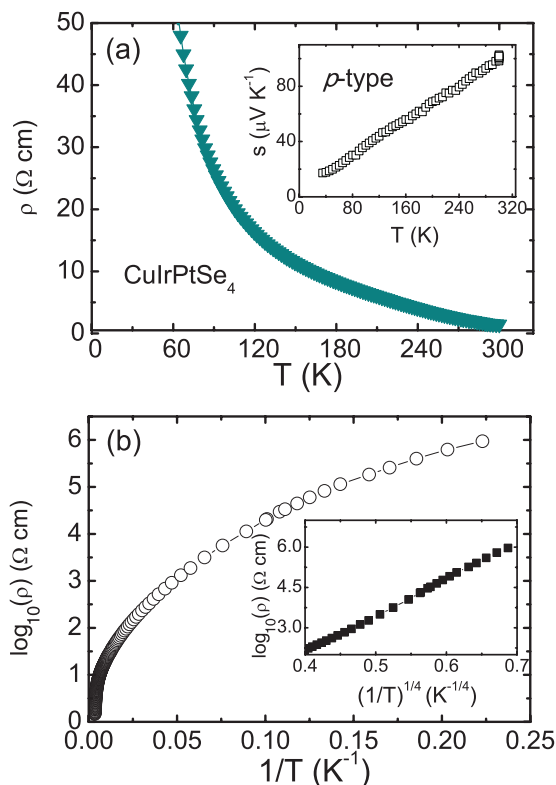 (a)
ρ (Ω cm)
50
40
30
20
10
0
CuIrPtSe₄
0 60 120 180 240 300
T (K)
p-type
s (μV K⁻¹)
100
60
20
0
0 80 160 240 320
T (K)
(b)
log₁₀(ρ) (Ω cm)
6
5
4
3
2
1
0
0.00 0.05 0.10 0.15 0.20 0.25
1/T (K⁻¹)
log₁₀(ρ) (Ω cm)
6.0
4.5
3.0
0.4 0.5 0.6 0.7
(1/T)¹/⁴ (K⁻¹/⁴)